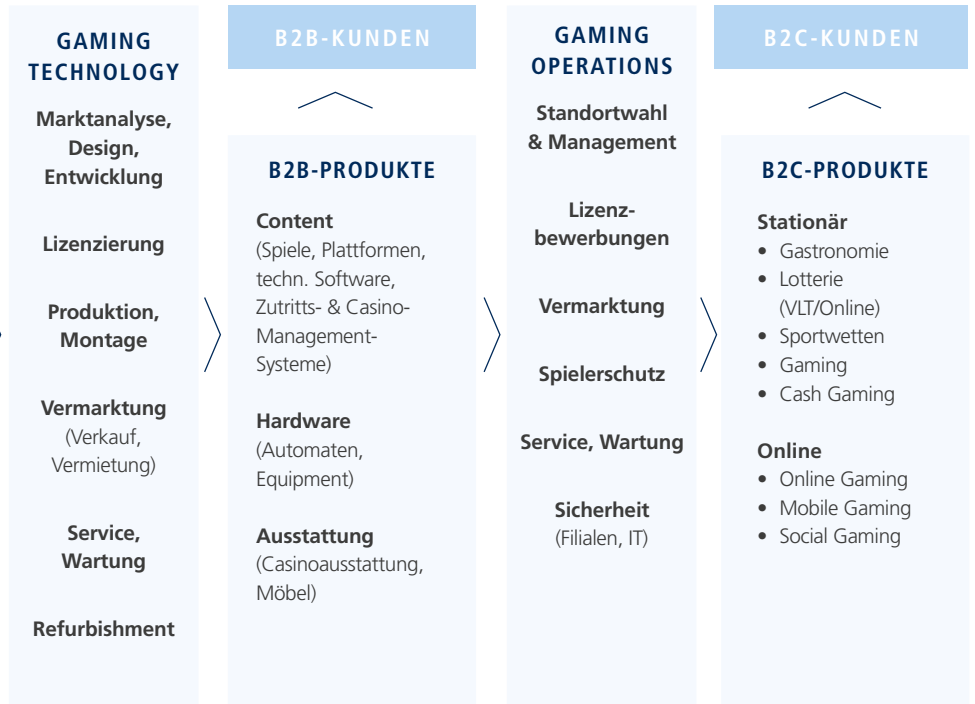 GAMING
TECHNOLOGY
Marktanalyse,
Design,
Entwicklung
Lizenzierung
Produktion,
Montage
Vermarktung
(Verkauf,
Vermietung)
Service,
Wartung
Refurbishment
B2B-KUNDEN
B2B-PRODUKTE
Content
(Spiele, Plattformen,
techn. Software,
Zutritts- & Casino-
Management-
Systeme)
Hardware
(Automaten,
Equipment)
Ausstattung
(Casinoausstattung,
Möbel)
GAMING
OPERATIONS
Standortwahl
& Management
Lizenz-
bewerbungen
Vermarktung
Spielerschutz
Service, Wartung
Sicherheit
(Filialen, IT)
B2C-KUNDEN
B2C-PRODUKTE
Stationär
• Gastronomie
• Lotterie
(VLT/Online)
• Sportwetten
• Gaming
• Cash Gaming
Online
• Online Gaming
• Mobile Gaming
• Social Gaming